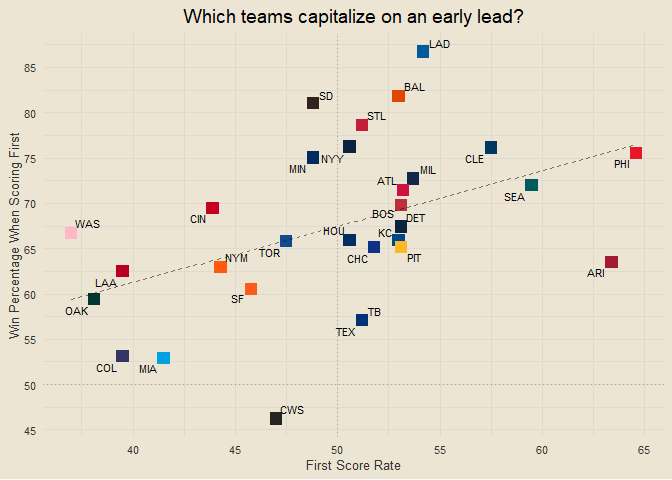 Which teams capitalize on an early lead?
LAD
85
BAL
SD
80
STL
Win Percentage When Scoring First
75
MIN
NYY
CLE
PHI
MIL
ATL
SEA
70
CIN
BOS
DET
WAS
HOU
KC
65
TOR
CHC
PIT
NYM
ARI
LAA
60
SF
OAK
TB
TEX
55
COL
MIA
50
CWS
45
40
45
50
55
60
65
First Score Rate